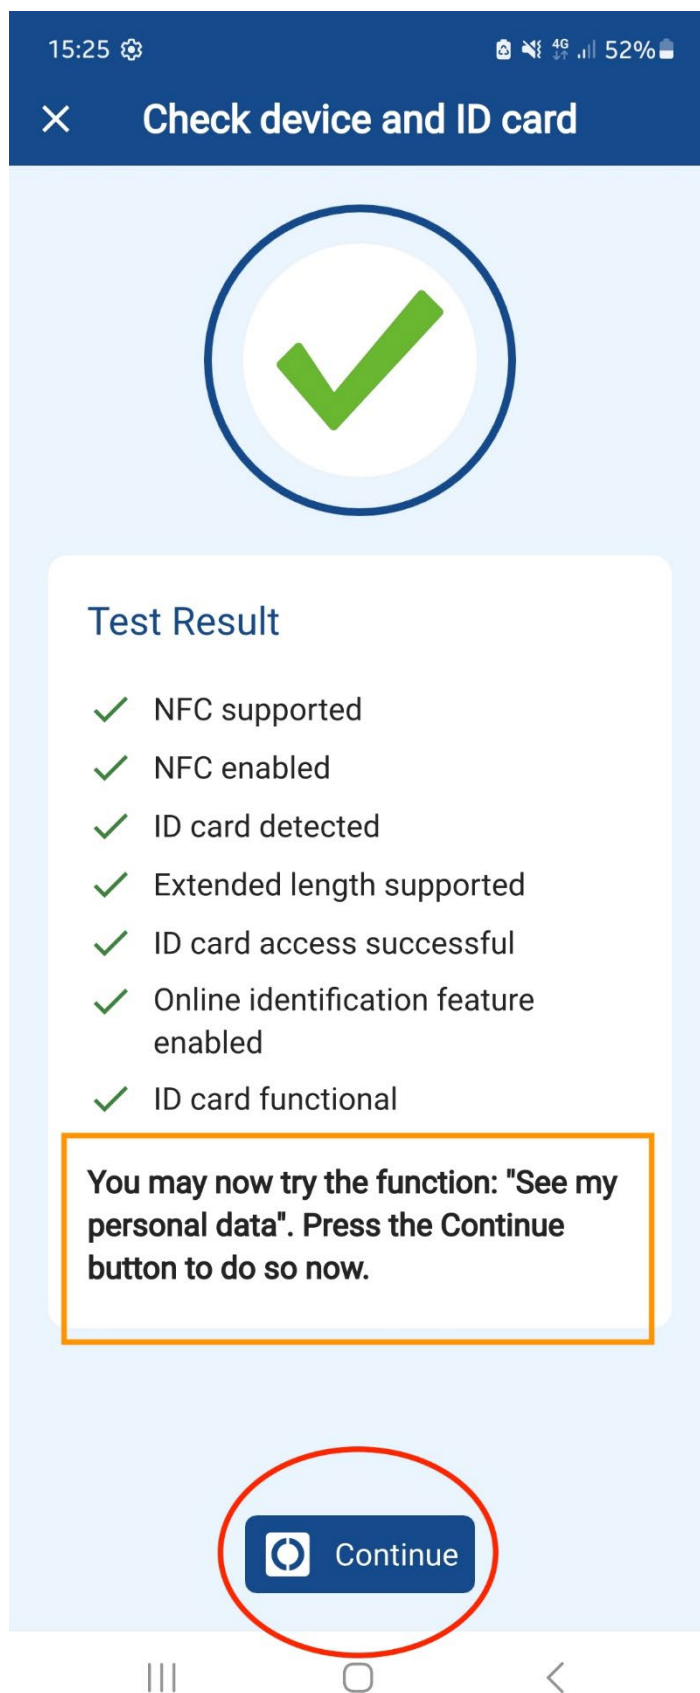 15:25
4G 52%
Check device and ID card
Test Result
NFC supported
NFC enabled
ID card detected
Extended length supported
ID card access successful
Online identification feature
enabled
ID card functional
You may now try the function: "See my
personal data". Press the Continue
button to do so now.
Continue